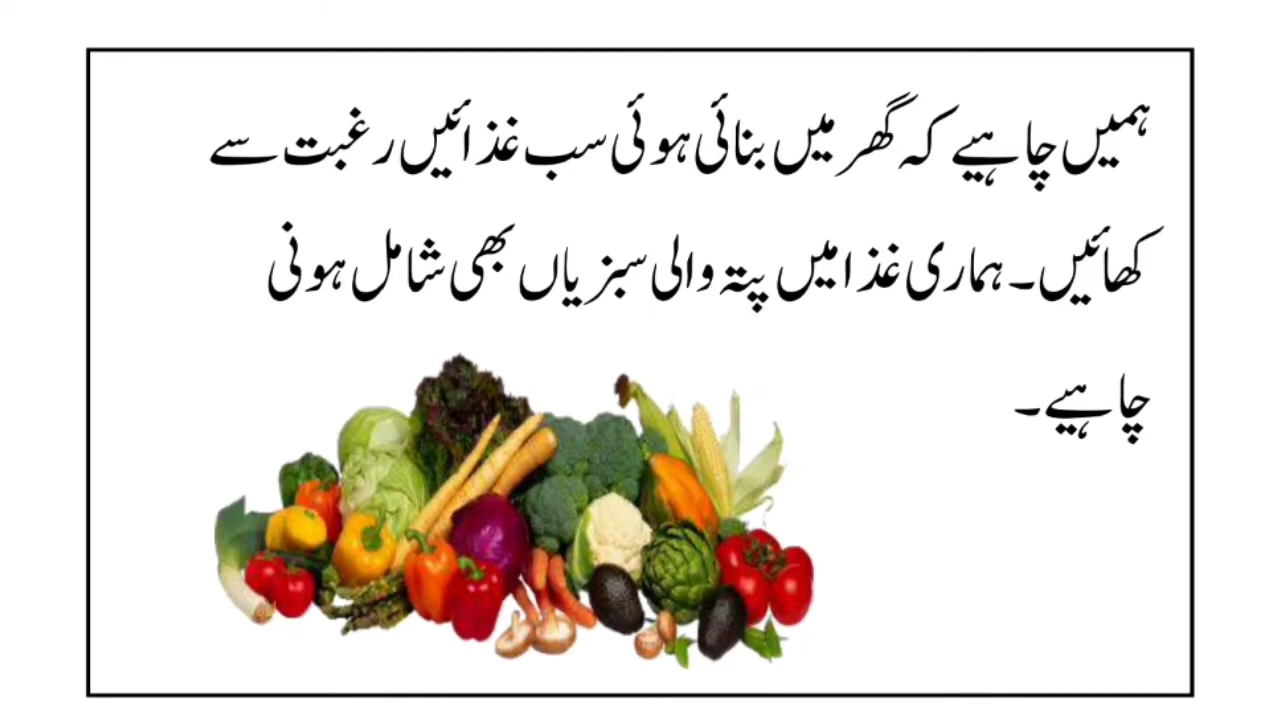 ہمیں چاہیے کہ گھر میں بنائی ہوئی سب غذائیں رغبت سے
کھائیں۔ ہماری غذا میں پتہ والی سبزیاں بھی شامل ہونی
چاہیے۔